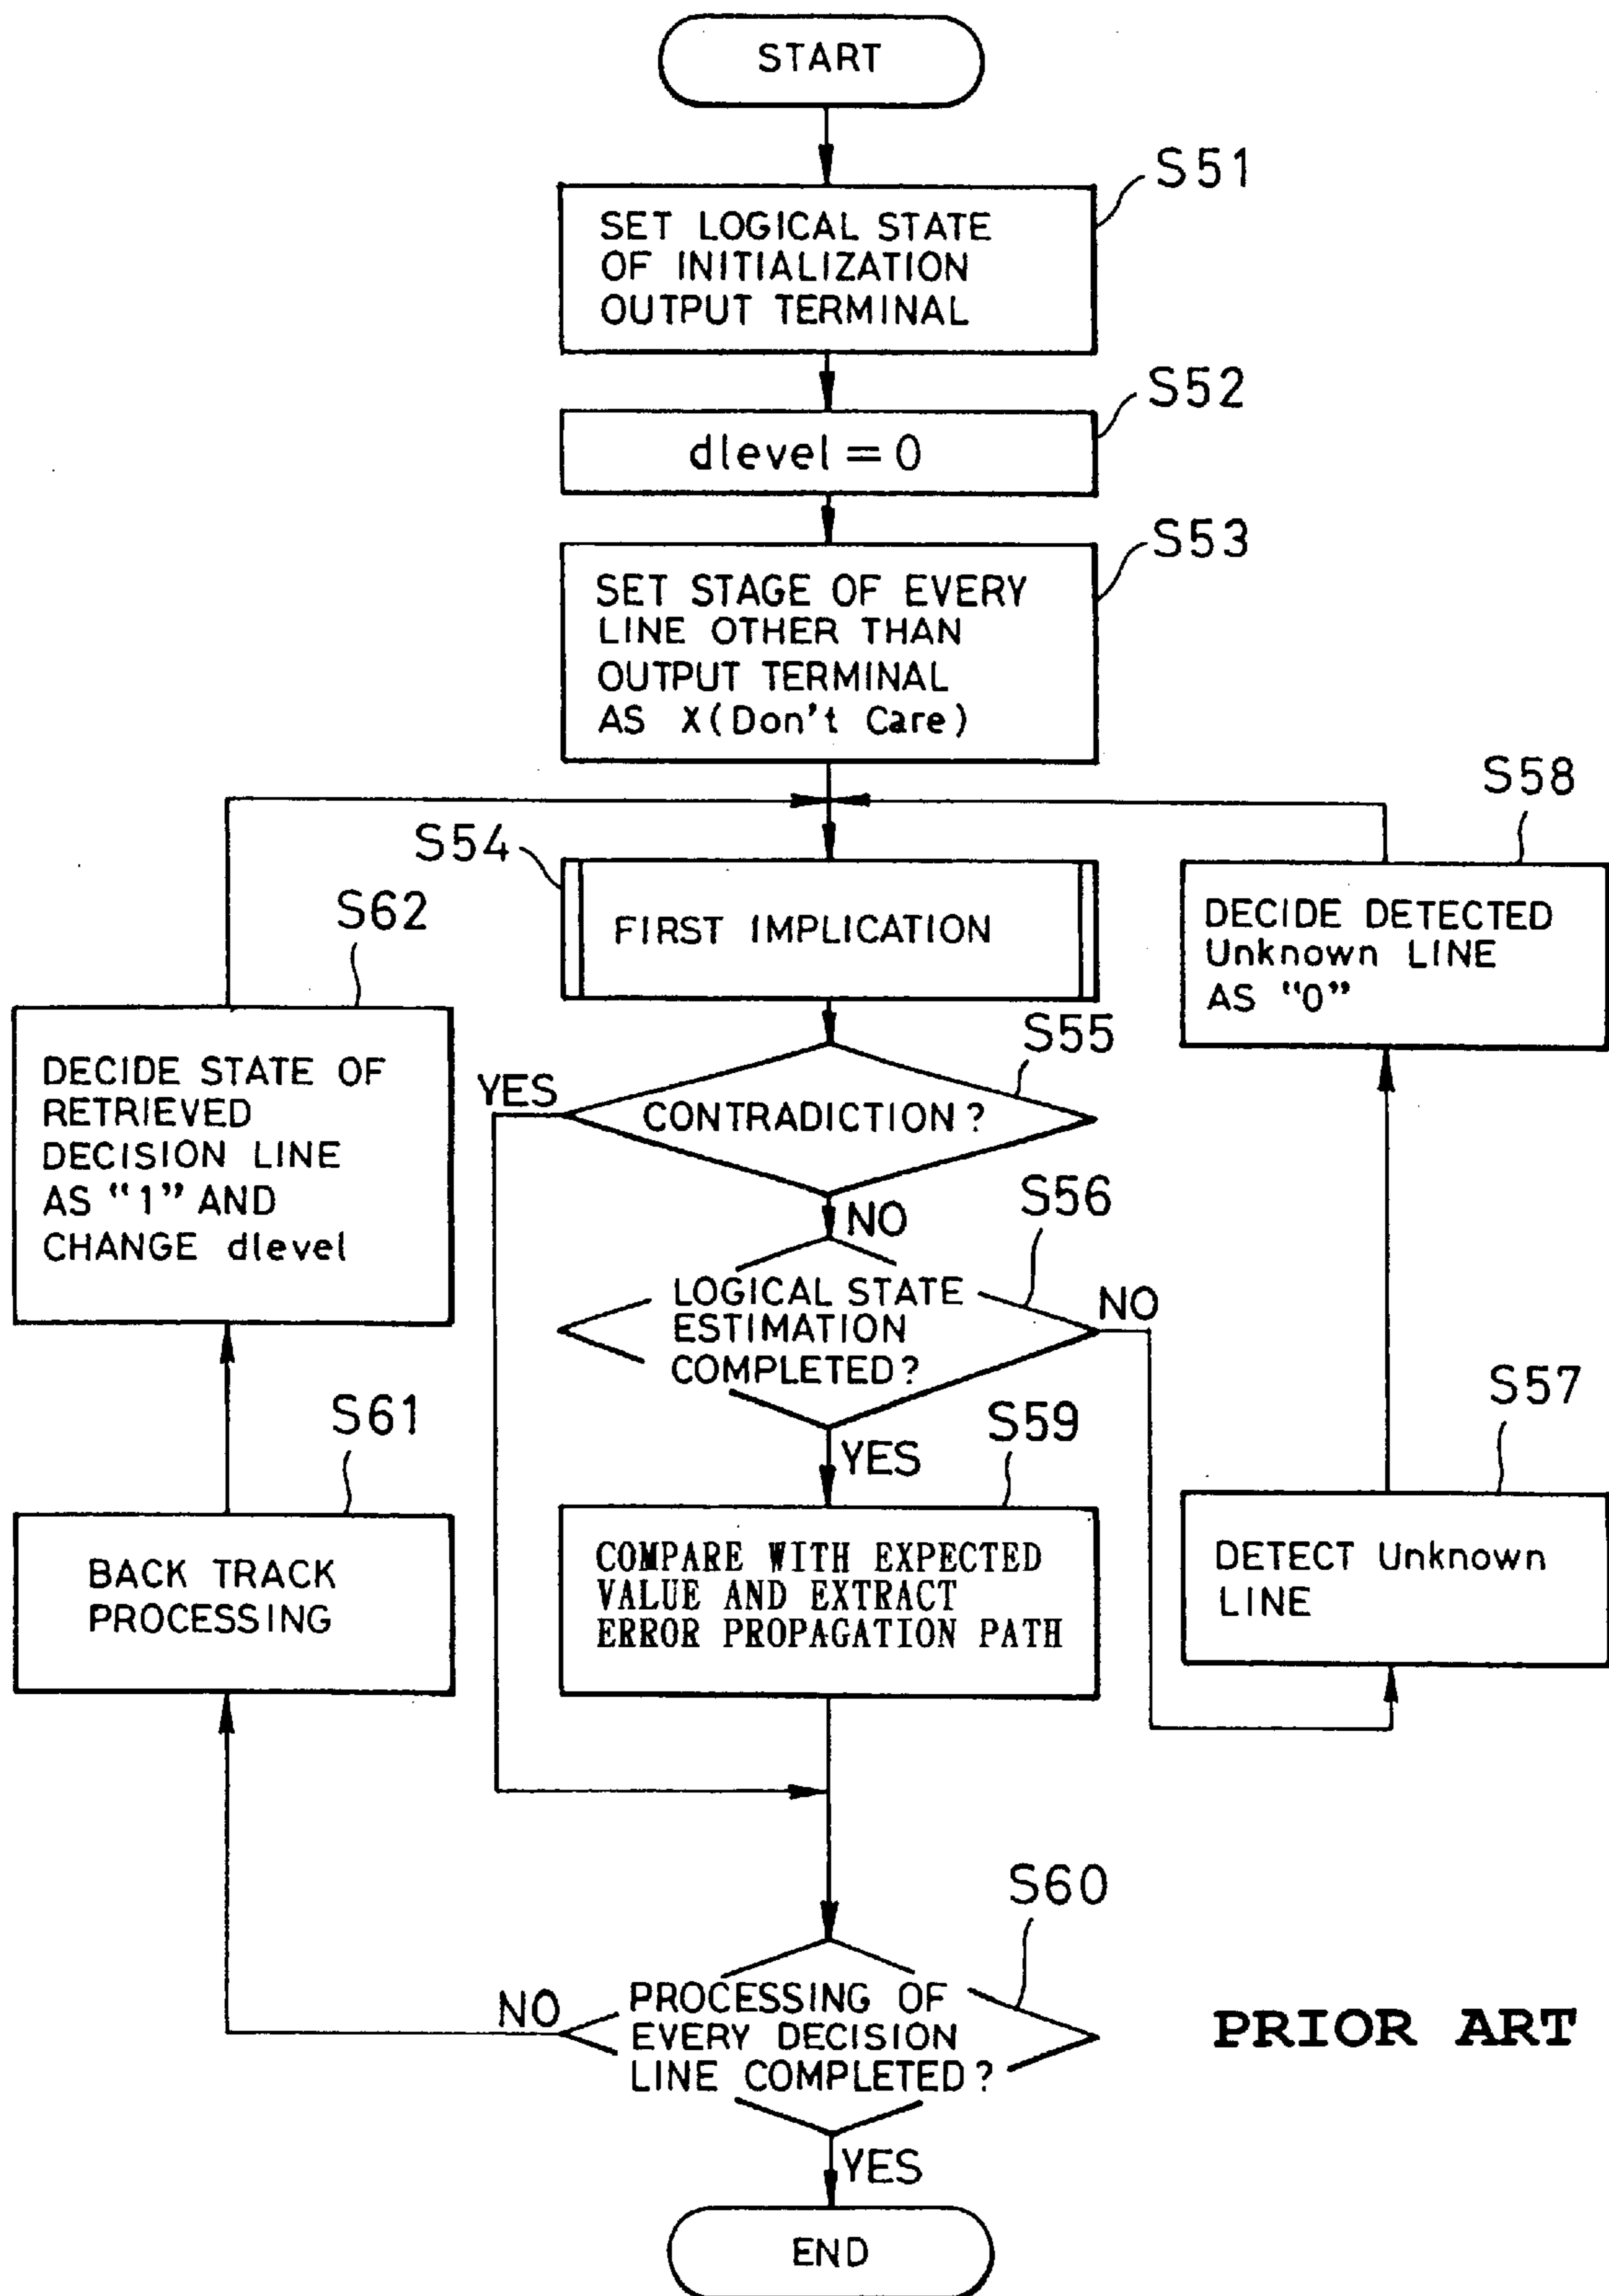 START
S51
SET LOGICAL STATE
OF INITIALIZATION
OUTPUT TERMINAL
S52
dlevel = 0
S53
SET STAGE OF EVERY
LINE OTHER THAN
OUTPUT TERMINAL
AS X (Don't Care)
S54
FIRST IMPLICATION
S58
DECIDE DETECTED
Unknown LINE
AS "0"
S62
DECIDE STATE OF
RETRIEVED
DECISION LINE
AS "1" AND
CHANGE dlevel
S55
YES
CONTRADICTION?
NO
S56
LOGICAL STATE
ESTIMATION
COMPLETED?
NO
YES
S57
DETECT Unknown
LINE
S61
BACK TRACK
PROCESSING
S59
COMPARE WITH EXPECTED
VALUE AND EXTRACT
ERROR PROPAGATION PATH
S60
NO
PROCESSING OF
EVERY DECISION
LINE COMPLETED?
YES
PRIOR ART
END